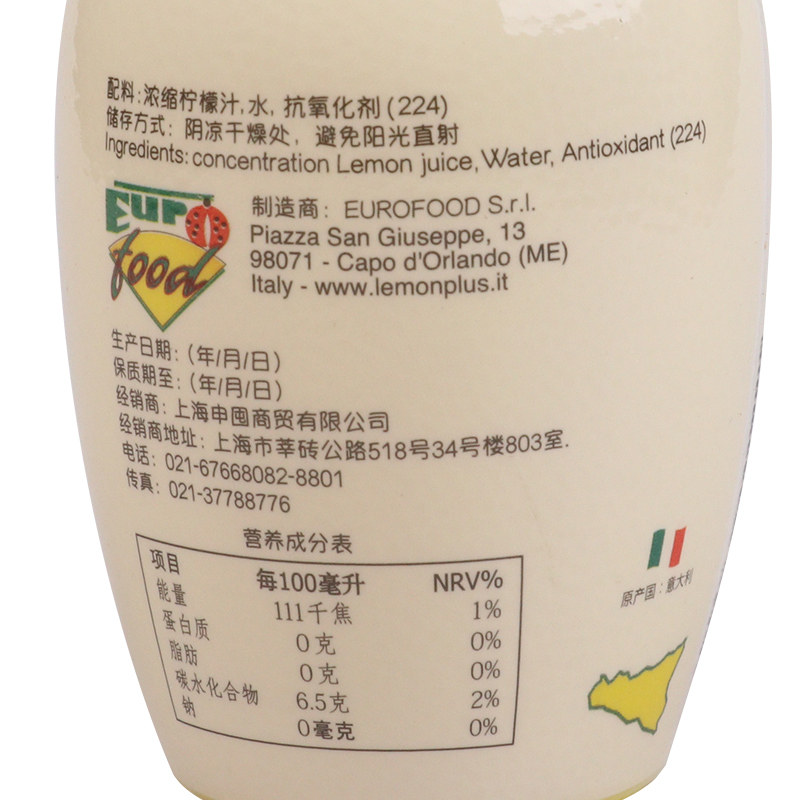 配料:浓缩柠檬汁,水,抗氧化剂(224)
储存方式:阴凉干燥处,避免阳光直射
Ingredients: concentration Lemon juice, Water, Antioxidant (224)
EUR
food
制造商: EUROFOOD S.r.l.
Piazza San Giuseppe, 13
98071 - Capo d'Orlando (ME)
Italy - www.lemonplus.it
生产日期:(年/月/日)
保质期至:(年/月/日)
经销商:上海申囤商贸有限公司
经销商地址:上海市莘砖公路518号34号楼803室.
电话: 021-67668082-8801
传真: 021-37788776
营养成分表
项目 每100毫升 NRV%
能量 111千焦 1%
蛋白质 0克 0%
脂肪 0克 0%
碳水化合物 6.5克 2%
钠 0毫克 0%
原产国:意大利